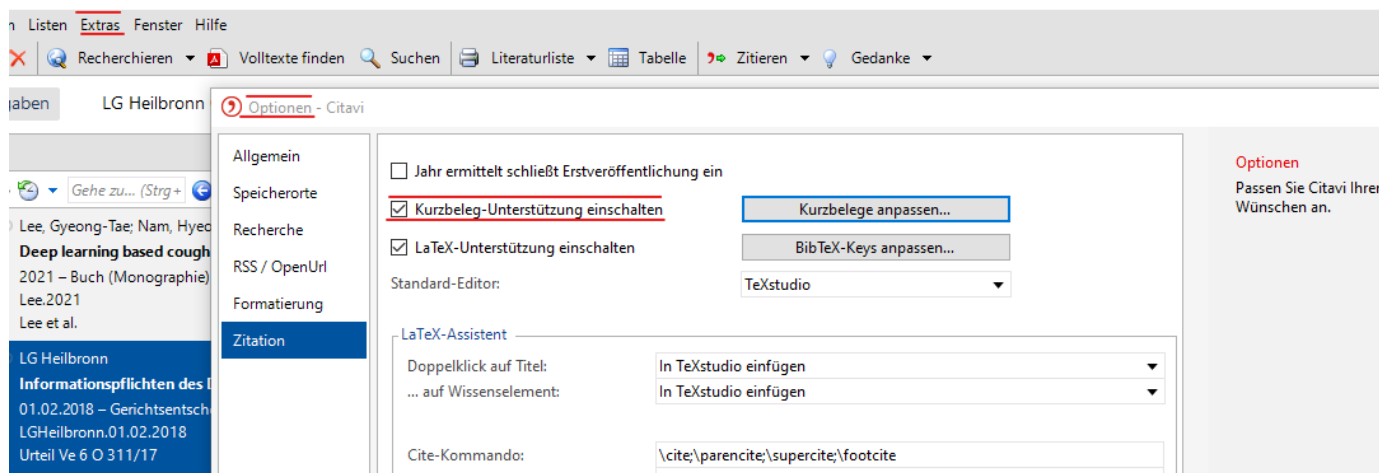 n Listen Extras Fenster Hilfe
Recherchieren Volltexte finden Suchen Literaturliste Tabelle Zitieren Gedanke
gaben LG Heilbronn
Optionen - Citavi
Gehe zu... (Strg+
Lee, Gyeong-Tae; Nam, Hyeo
Deep learning based cough
2021 – Buch (Monographie)
Lee.2021
Lee et al.
LG Heilbronn
Informationspflichten des D
01.02.2018 – Gerichtsentsch
LGHeilbronn.01.02.2018
Urteil Ve 6 O 311/17
Allgemein
Speicherorte
Recherche
RSS / OpenUrl
Formatierung
Zitation
Jahr ermittelt schließt Erstveröffentlichung ein
Kurzbeleg-Unterstützung einschalten Kurzbelege anpassen...
LaTeX-Unterstützung einschalten BibTeX-Keys anpassen...
Standard-Editor: TeXstudio
LaTeX-Assistent
Doppelklick auf Titel: In TeXstudio einfügen
... auf Wissenselement: In TeXstudio einfügen
Cite-Kommando: \cite;\parencite;\supercite;\footcite
Optionen
Passen Sie Citavi Ihren
Wünschen an.